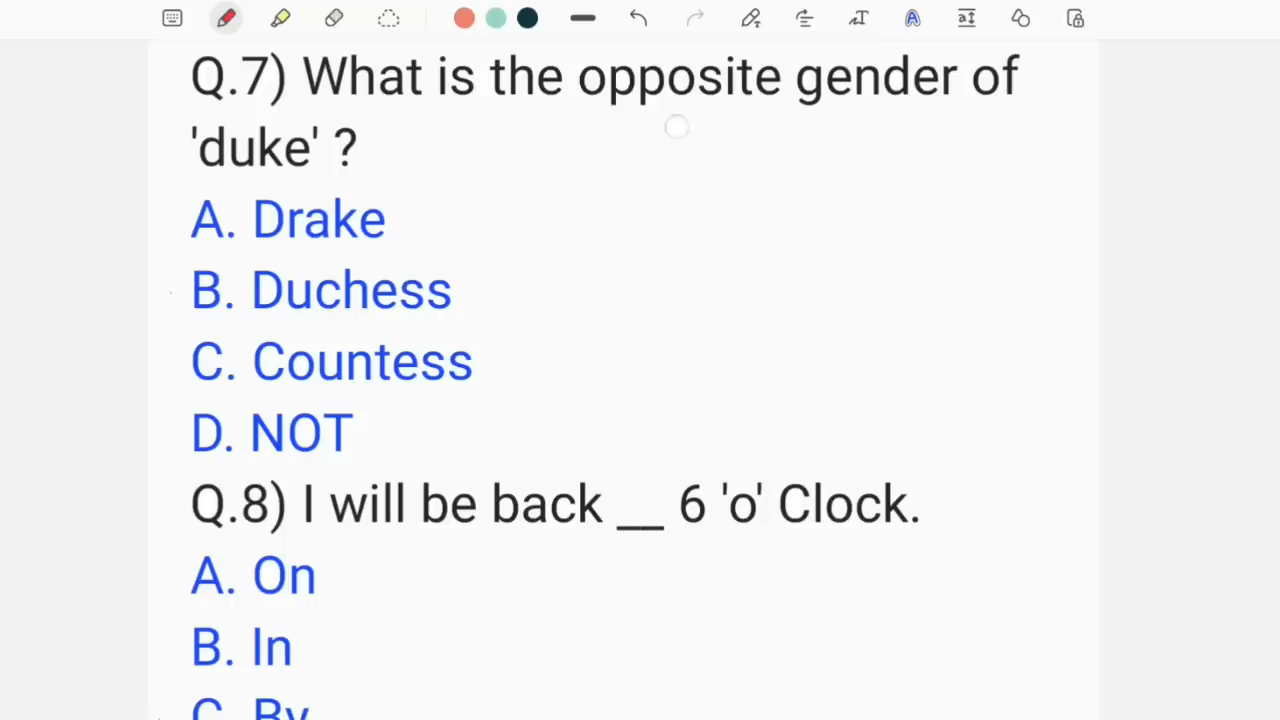 Q.7) What is the opposite gender of
'duke' ?
A. Drake
B. Duchess
C. Countess
D. NOT
Q.8) I will be back __ 6 'o' Clock.
A. On
B. In
C. By